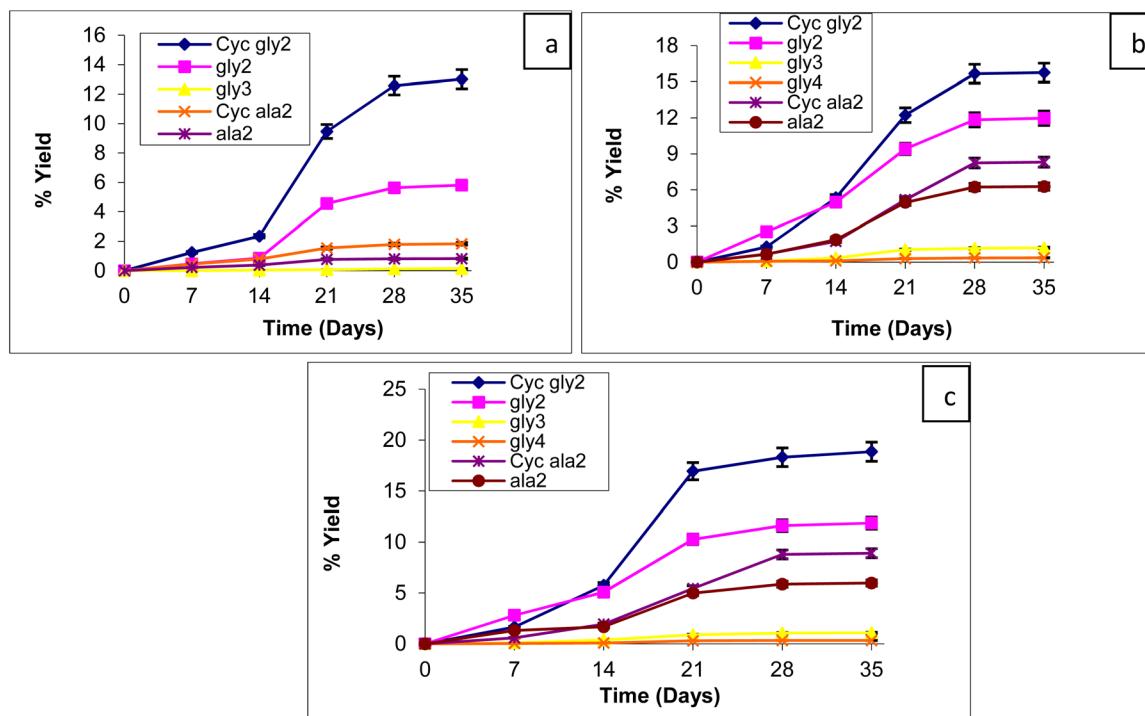 a
16
14
12
10
8
6
4
2
0
% Yield
Cyc gly2
gly2
gly3
Cyc ala2
ala2
0 7 14 21 28 35
Time (Days)
b
18
15
12
9
6
3
0
% Yield
Cyc gly2
gly2
gly3
gly4
Cyc ala2
ala2
0 7 14 21 28 35
Time (Days)
c
25
20
15
10
5
0
% Yield
Cyc gly2
gly2
gly3
gly4
Cyc ala2
ala2
0 7 14 21 28 35
Time (Days)